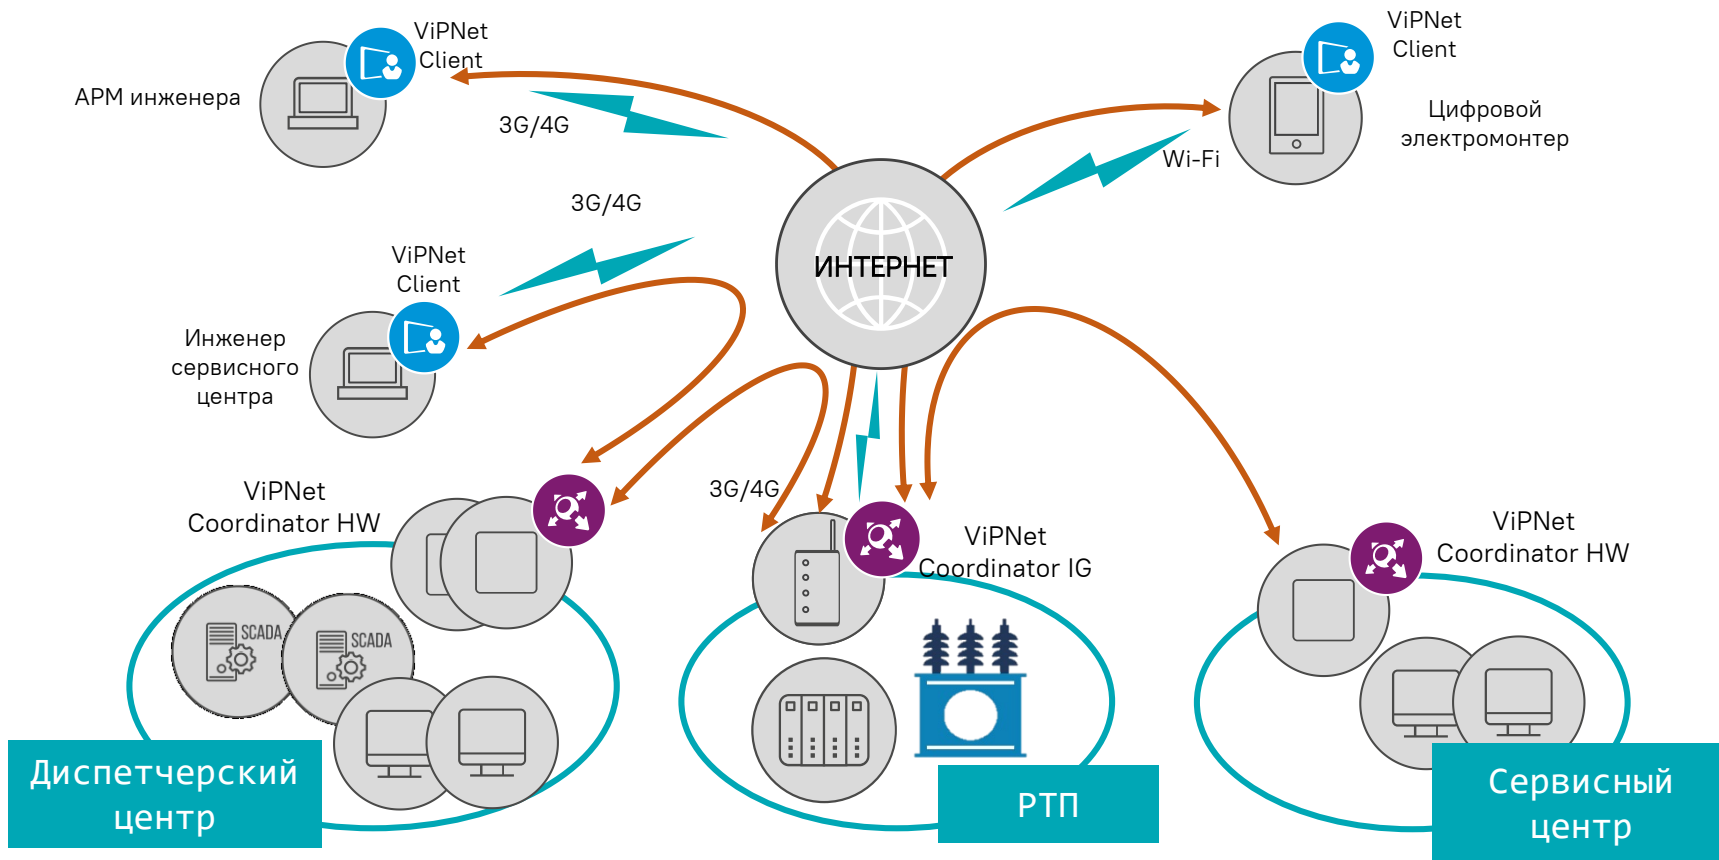 ViPNet
Client
АРМ инженера
3G/4G
ViPNet
Client
Цифровой
электромонтер
Wi-Fi
3G/4G
ИНТЕРНЕТ
ViPNet
Client
Инженер
сервисного
центра
3G/4G
ViPNet
Coordinator HW
ViPNet
Coordinator IG
ViPNet
Coordinator HW
SCADA
SCADA
Диспетчерский
центр
РТП
Сервисный
центр